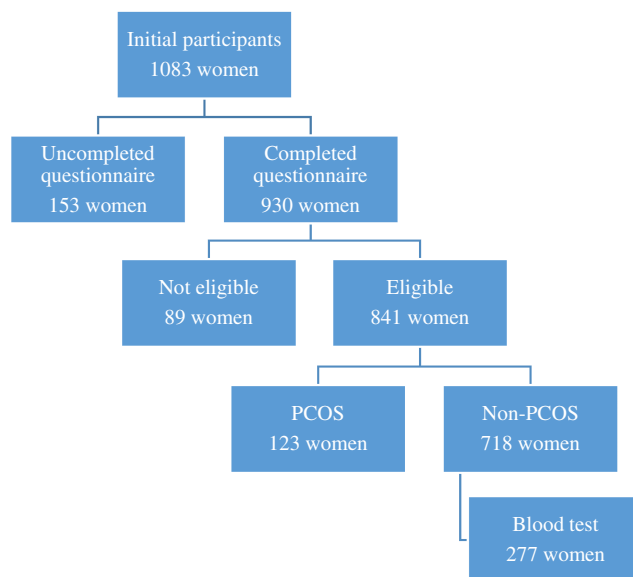 Initial participants
1083 women
Uncompleted
questionnaire
153 women
Completed
questionnaire
930 women
Not eligible
89 women
Eligible
841 women
PCOS
123 women
Non-PCOS
718 women
Blood test
277 women